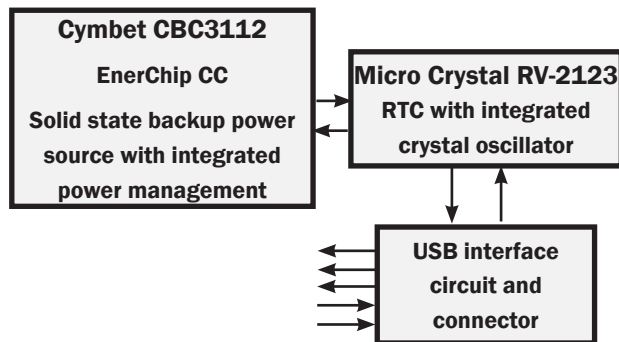 Cymbet CBC3112
EnerChip CC
Solid state backup power
source with integrated
power management
Micro Crystal RV-2123
RTC with integrated
crystal oscillator
USB interface
circuit and
connector